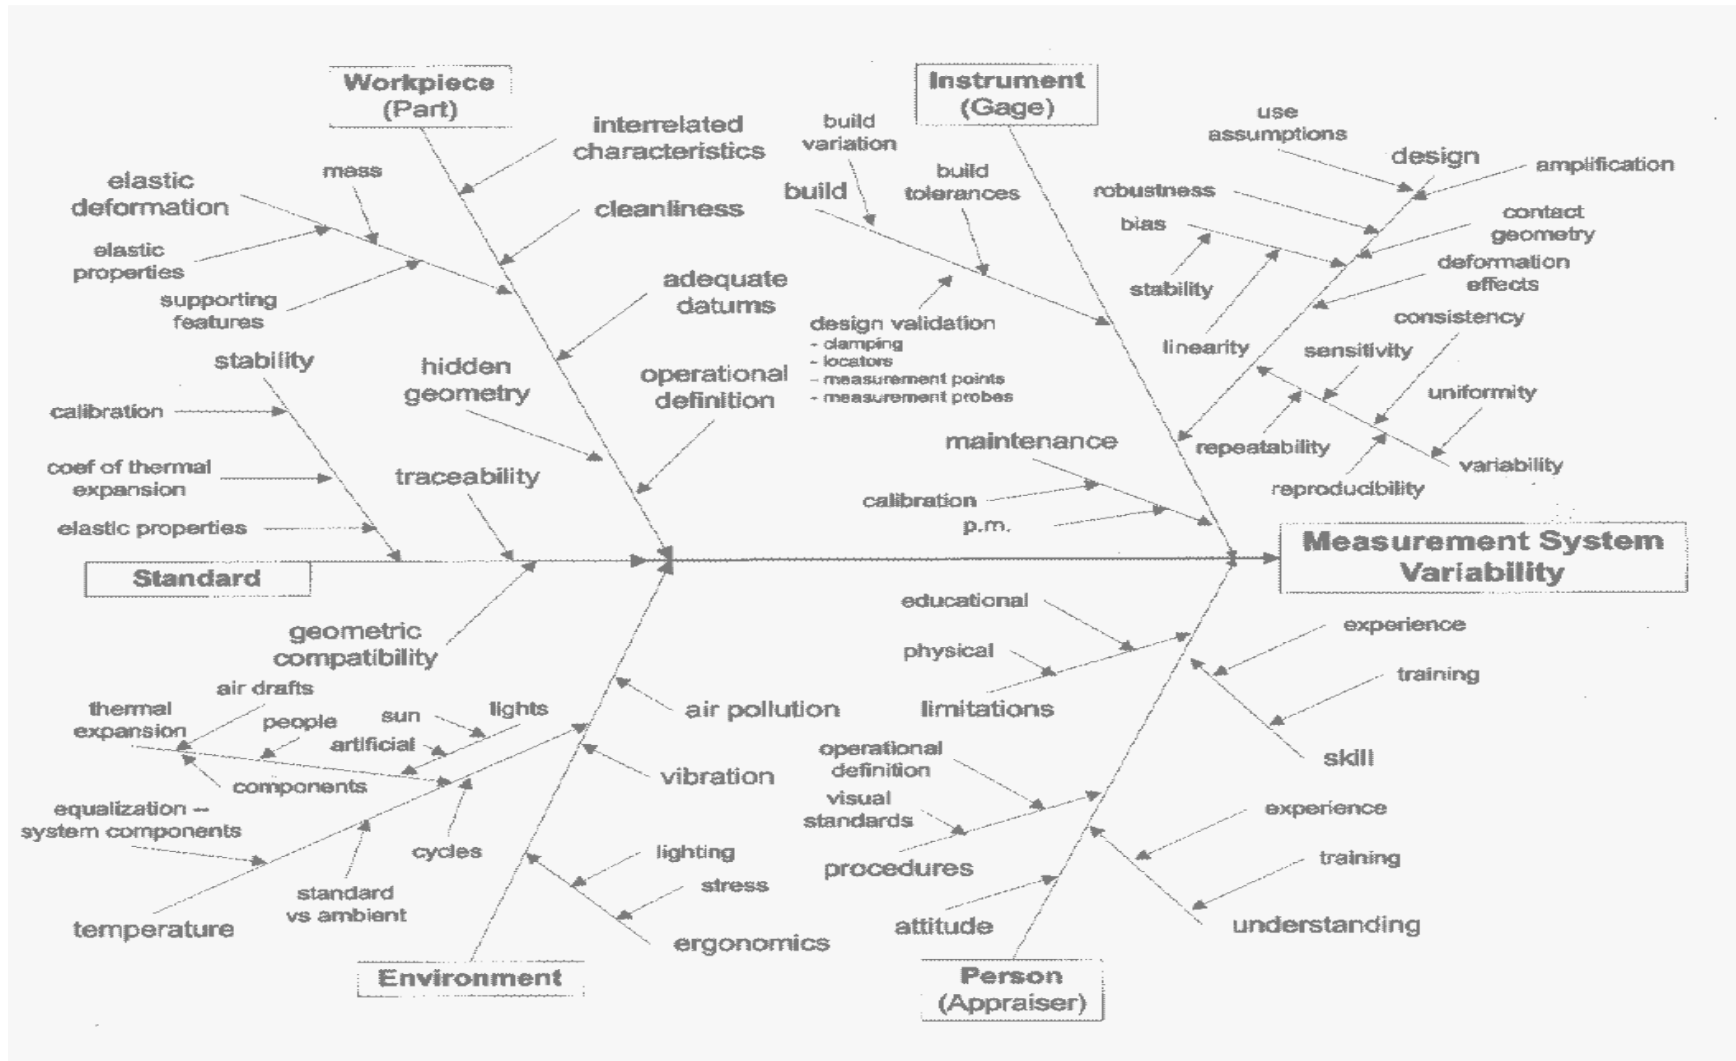 Workpiece
(Part)
interrelated
characteristics
mass
elastic
deformation
cleanliness
elastic
properties
supporting
features
adequate
datums
hidden
geometry
operational
definition
Instrument
(Gage)
build
variation
build
build
tolerances
design validation
- clamping
- locators
- measurement points
- measurement probes
use
assumptions
design
amplification
robustness
bias
contact
geometry
stability
deformation
effects
linearity
consistency
sensitivity
uniformity
repeatability
variability
reproducibility
maintenance
calibration
p.m.
stability
calibration
coef of thermal
expansion
elastic properties
traceability
Standard
geometric
compatibility
Measurement System
Variability
air drafts
thermal
expansion
people
sun
lights
artificial
components
air pollution
vibration
equalization --
system components
cycles
standard
vs ambient
temperature
lighting
stress
ergonomics
Environment
educational
physical
limitations
experience
training
skill
operational
definition
visual
standards
procedures
experience
training
attitude
understanding
Person
(Appraiser)